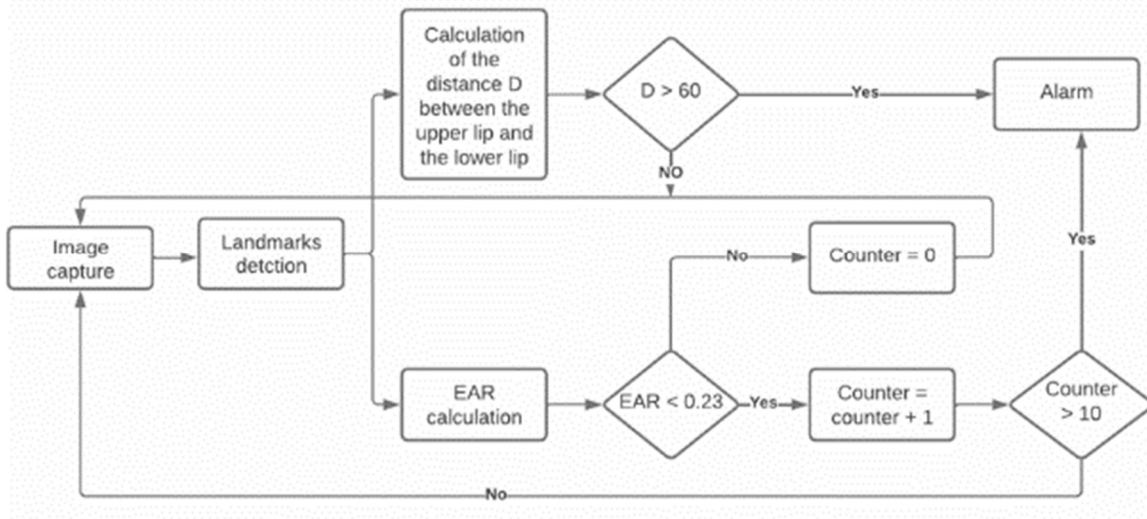 Calculation
of the
distance D
between the
upper lip and
the lower lip
D > 60
Yes
Alarm
NO
Image
capture
Landmarks
detction
No
Counter = 0
Yes
EAR
calculation
EAR < 0.23
Yes
Counter =
counter + 1
Counter
> 10
No